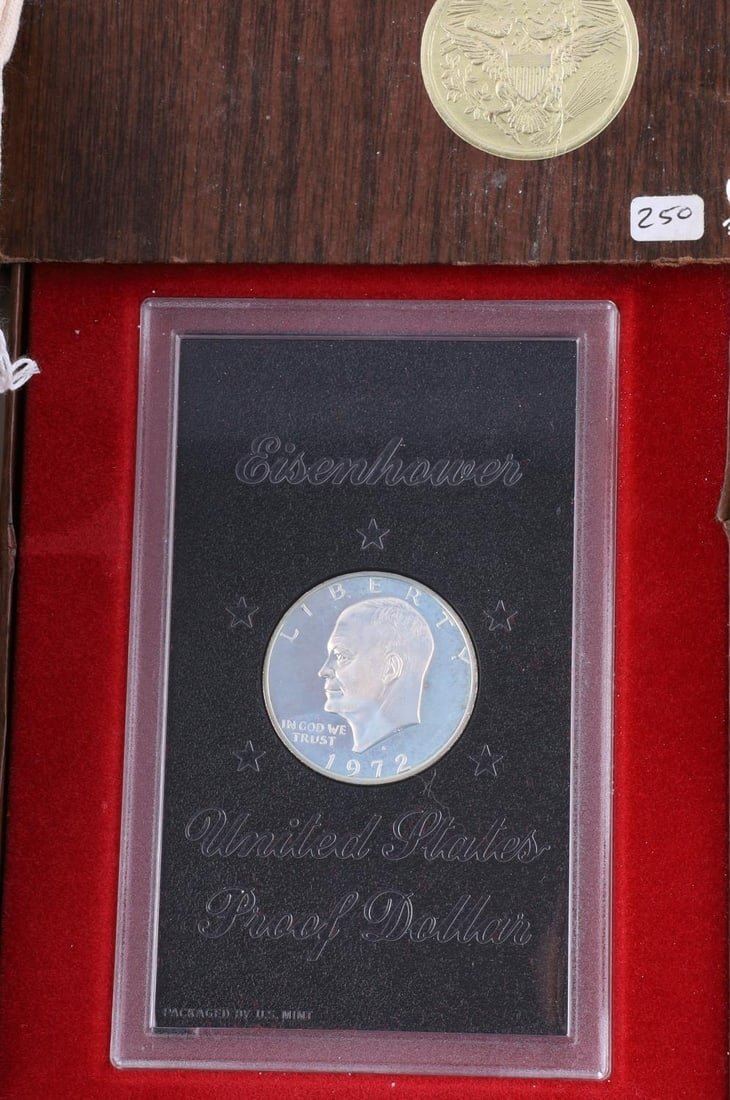 250
Eisenhower
LIBERTY
IN GOD WE
TRUST
S
1972
United States
Proof Dollar
PACKAGED BY U.S. MINT